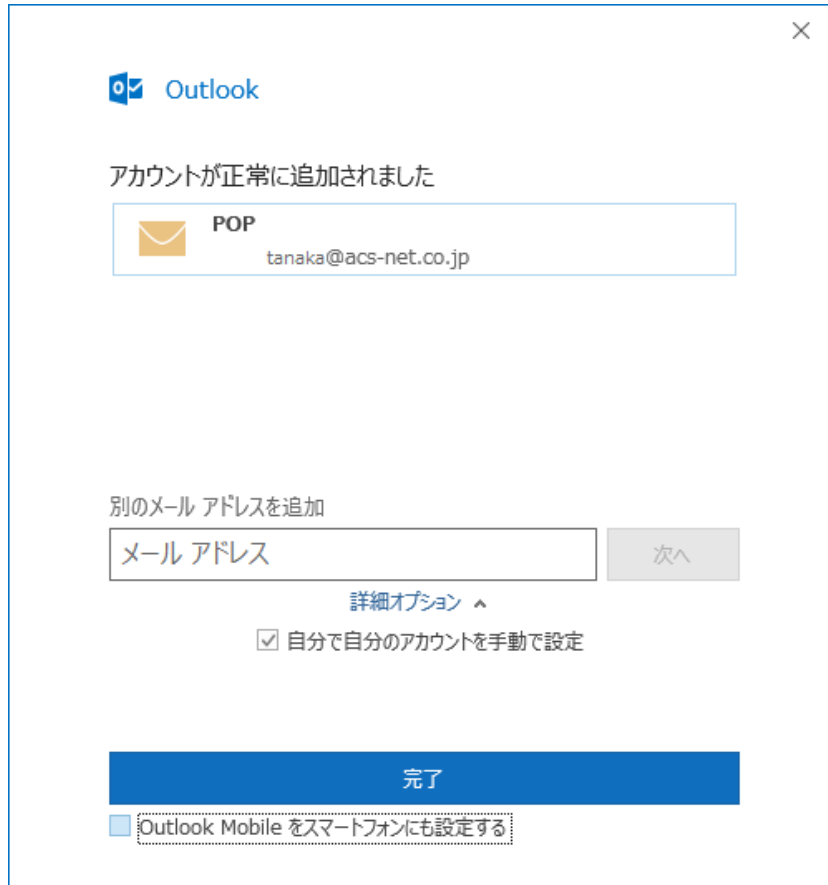 Outlook
アカウントが正常に追加されました
POP
tanaka@acs-net.co.jp
別のメール アドレスを追加
メール アドレス
次へ
詳細オプション
自分で自分のアカウントを手動で設定
完了
Outlook Mobile をスマートフォンにも設定する